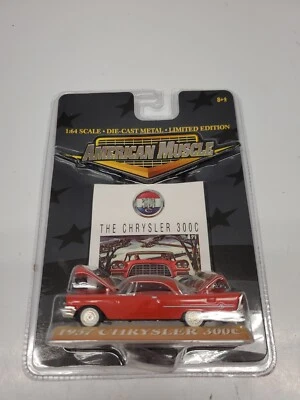 8+
1:64 SCALE • DIE-CAST METAL • LIMITED EDITION
AMERICAN MUSCLE
300
THE CHRYSLER 300C
1957 CHRYSLER 300C